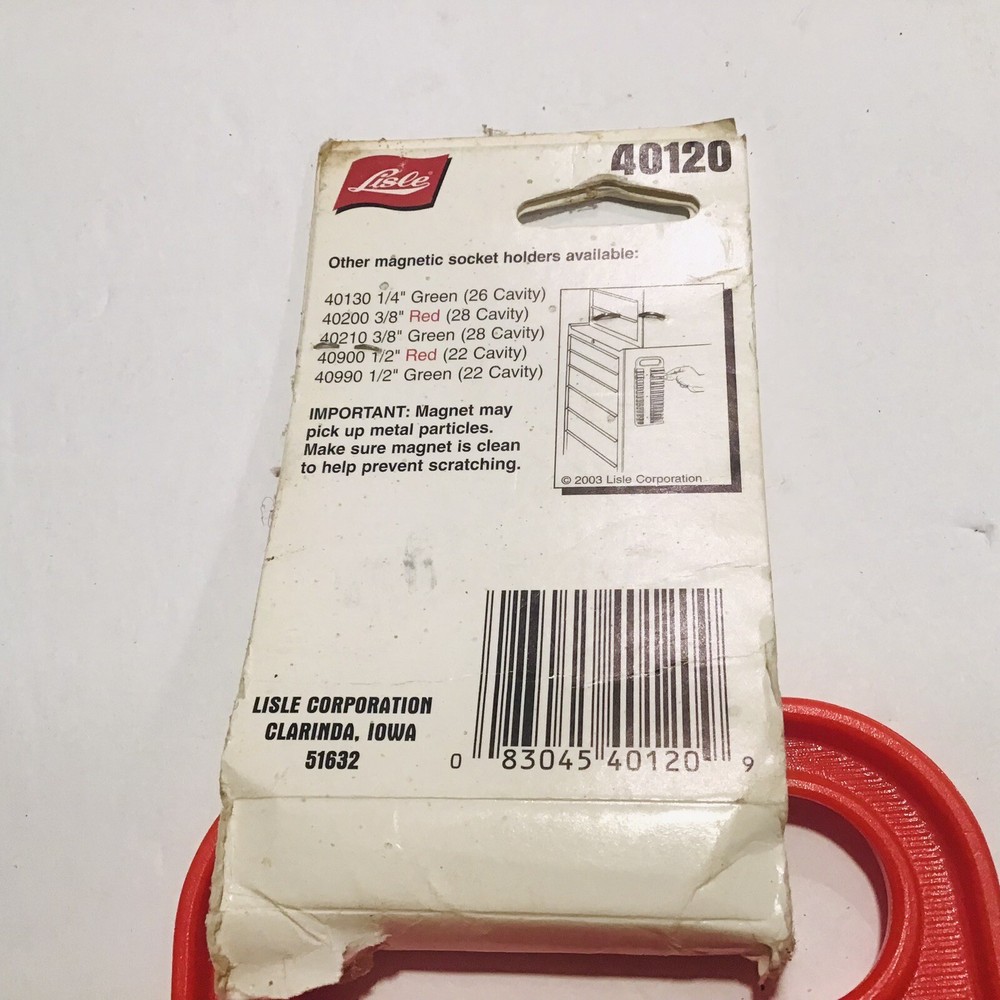 Lisle®
40120
Other magnetic socket holders available:
40130 1/4" Green (26 Cavity)
40200 3/8" Red (28 Cavity)
40210 3/8" Green (28 Cavity)
40900 1/2" Red (22 Cavity)
40990 1/2" Green (22 Cavity)
IMPORTANT: Magnet may
pick up metal particles.
Make sure magnet is clean
to help prevent scratching.
© 2003 Lisle Corporation
LISLE CORPORATION
CLARINDA, IOWA
51632
0 83045 40120 9